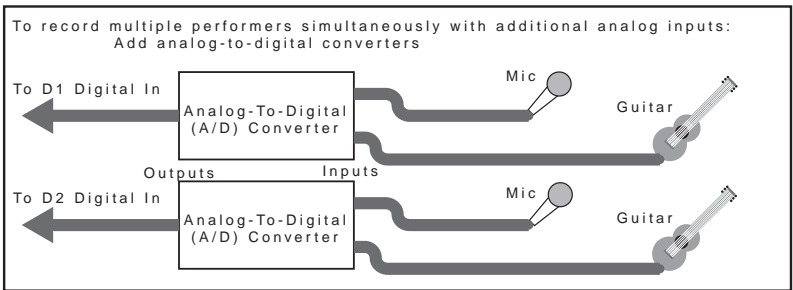 To record multiple performers simultaneously with additional analog inputs:
Add analog-to-digital converters
Mic
To D1 Digital In
Guitar
Analog-To-Digital
(A/D) Converter
Outputs
Inputs
Mic
To D2 Digital In
Guitar
Analog-To-Digital
(A/D) Converter